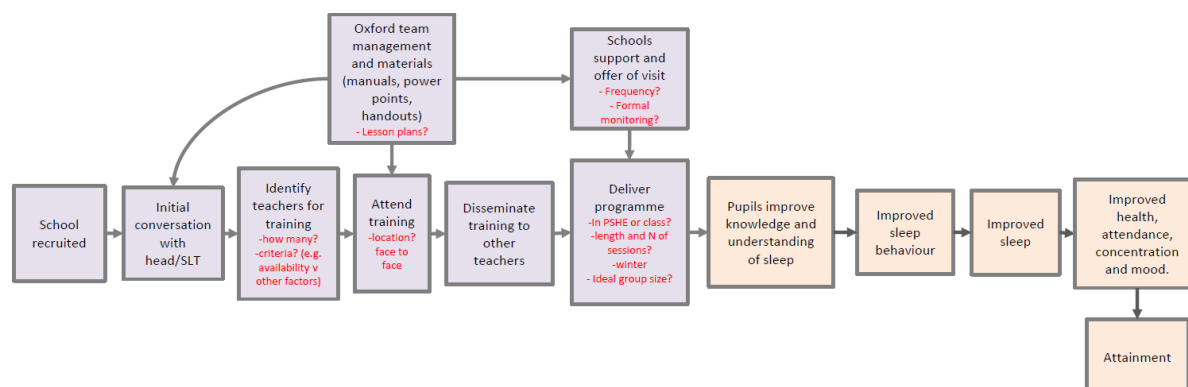 Oxford team
management
and materials
(manuals, power
points,
handouts)
- Lesson plans?
Schools
support and
offer of visit
- Frequency?
- Formal
monitoring?
School
recruited
Initial
conversation
with
head/SLT
Identify
teachers for
training
-how many?
-criteria? (e.g.
availability v
other factors)
Attend
training
-location?
face to
face
Disseminate
training to
other
teachers
Deliver
programme
-In PSHE or class?
-length and N of
sessions?
-winter
- Ideal group size?
Pupils improve
knowledge and
understanding
of sleep
Improved
sleep
behaviour
Improved
sleep
Improved
health,
attendance,
concentration
and mood.
Attainment